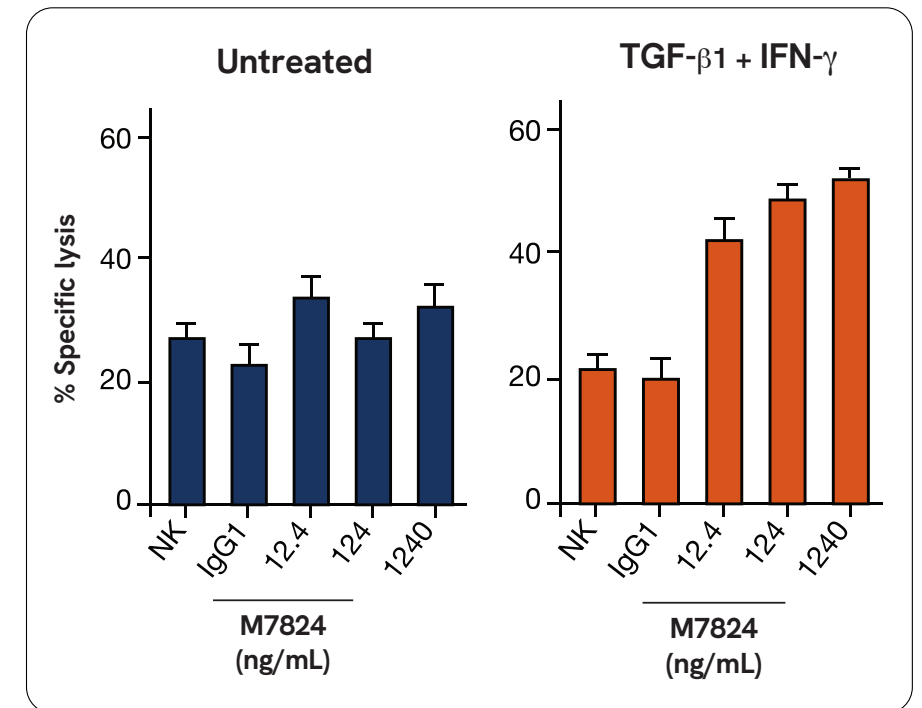 Untreated
% Specific lysis
60
40
20
0
NK
IgG1
12.4
124
1240
M7824
(ng/mL)
TGF-β1 + IFN-γ
60
40
20
0
NK
IgG1
12.4
124
1240
M7824
(ng/mL)